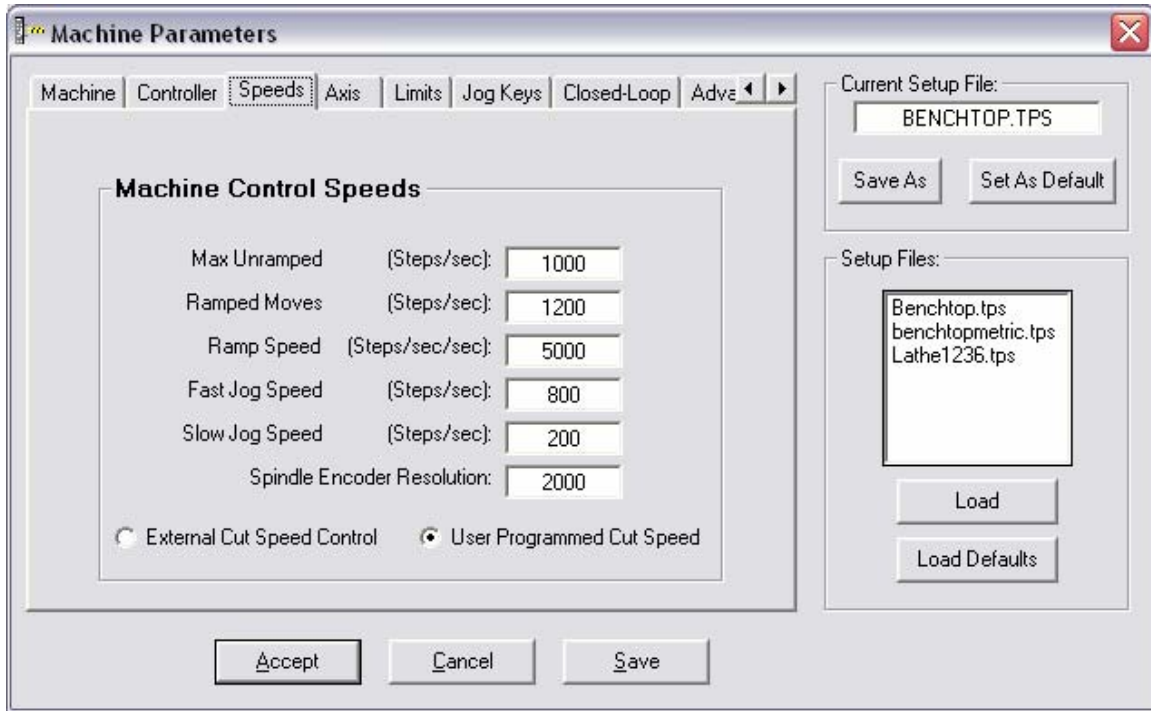 Machine Parameters
Machine Controller Speeds Axis Limits Jog Keys Closed-Loop Adva
Machine Control Speeds
Max Unramped (Steps/sec): 1000
Ramped Moves (Steps/sec): 1200
Ramp Speed (Steps/sec/sec): 5000
Fast Jog Speed (Steps/sec): 800
Slow Jog Speed (Steps/sec): 200
Spindle Encoder Resolution: 2000
External Cut Speed Control User Programmed Cut Speed
Accept Cancel Save
Current Setup File:
BENCHTOP.TPS
Save As Set As Default
Setup Files:
Benchtop.tps
benchtopmetric.tps
Lathe1236.tps
Load
Load Defaults